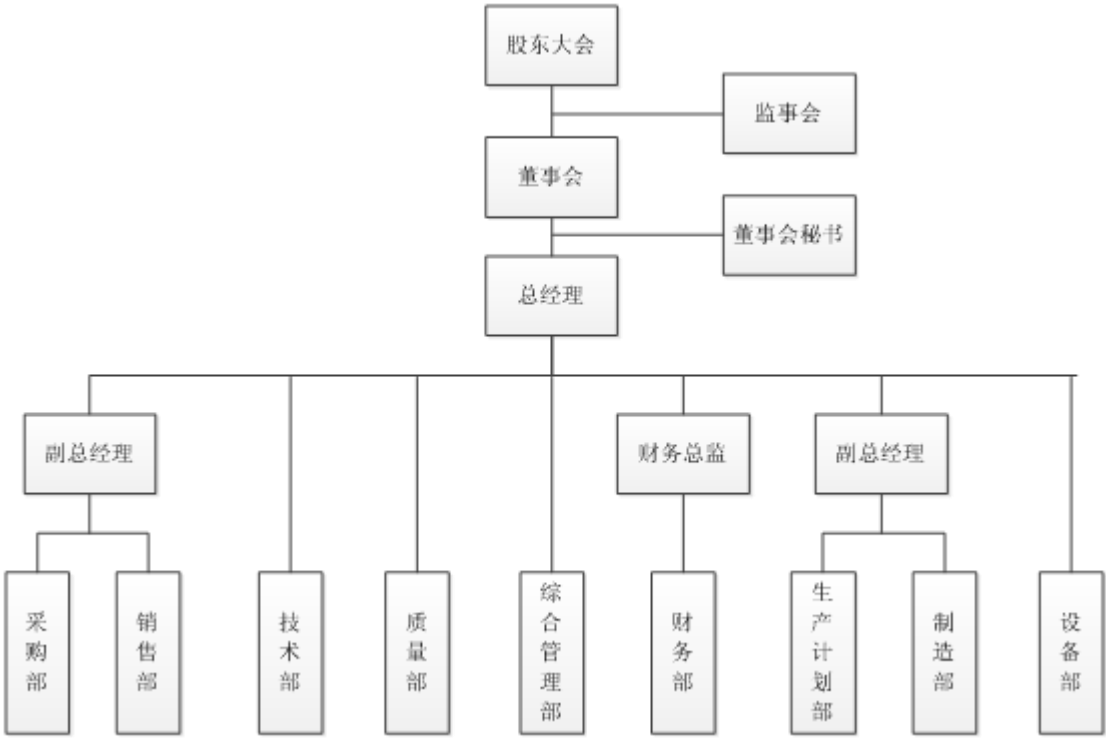 股东大会
监事会
董事会
董事会秘书
总经理
副总经理
财务总监
副总经理
采购部
销售部
技术部
质量部
综合管理部
财务部
生产计划部
制造部
设备部